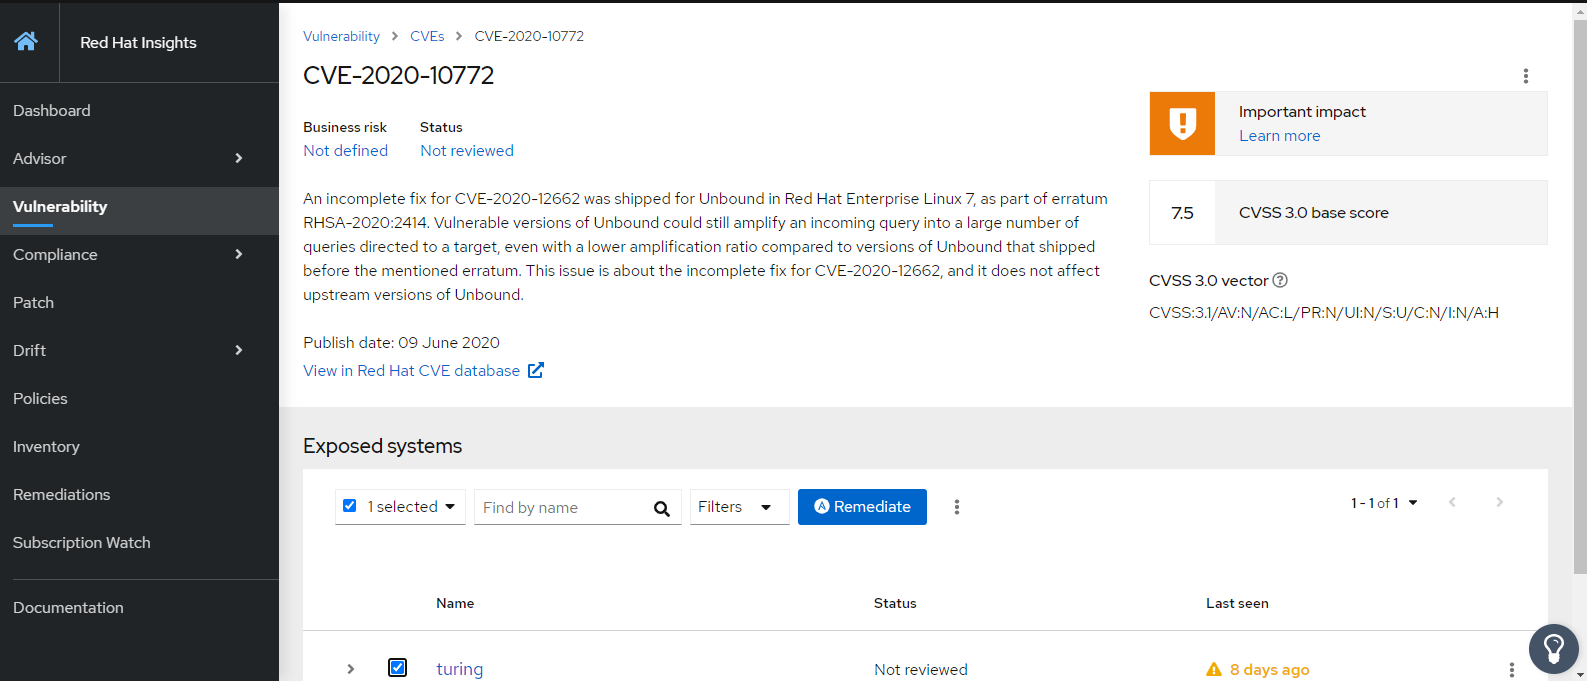 Red Hat Insights
Dashboard
Advisor
Vulnerability
Compliance
Patch
Drift
Policies
Inventory
Remediations
Subscription Watch
Documentation
Vulnerability > CVEs > CVE-2020-10772
CVE-2020-10772
Business risk Status
Not defined Not reviewed
An incomplete fix for CVE-2020-12662 was shipped for Unbound in Red Hat Enterprise Linux 7, as part of erratum
RHSA-2020:2414. Vulnerable versions of Unbound could still amplify an incoming query into a large number of
queries directed to a target, even with a lower amplification ratio compared to versions of Unbound that shipped
before the mentioned erratum. This issue is about the incomplete fix for CVE-2020-12662, and it does not affect
upstream versions of Unbound.
Publish date: 09 June 2020
View in Red Hat CVE database
Important impact
Learn more
7.5 CVSS 3.0 base score
CVSS 3.0 vector
CVSS:3.1/AV:N/AC:L/PR:N/UI:N/S:U/C:N/I:N/A:H
Exposed systems
1 selected Find by name Filters Remediate 1 - 1 of 1
Name Status Last seen
turing Not reviewed 8 days ago